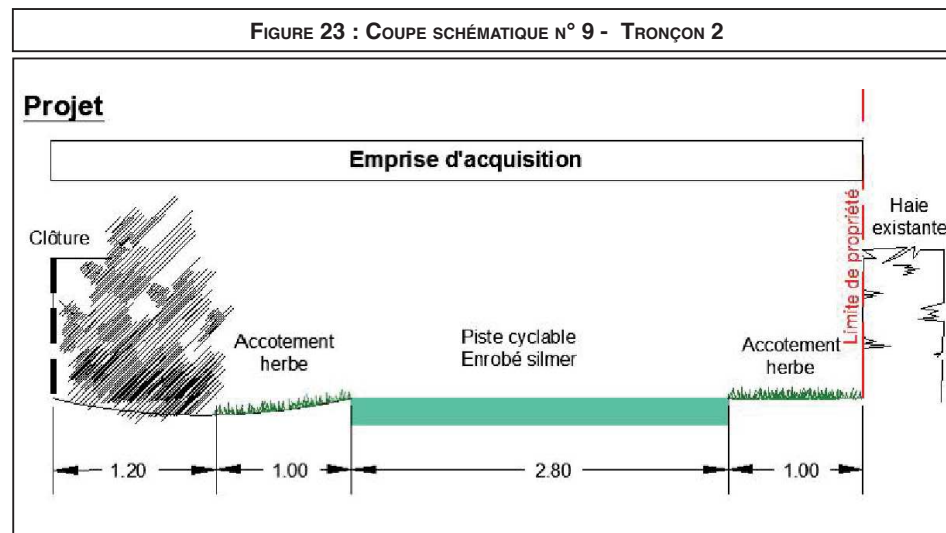 FIGURE 23 : COUPE SCHÉMATIQUE N° 9 - TRONÇON 2
Projet
Emprise d'acquisition
Clôture
Limite de propriété
Haie
existante
Accotement
herbe
Piste cyclable
Enrobé silmer
Accotement
herbe
1.20
1.00
2.80
1.00